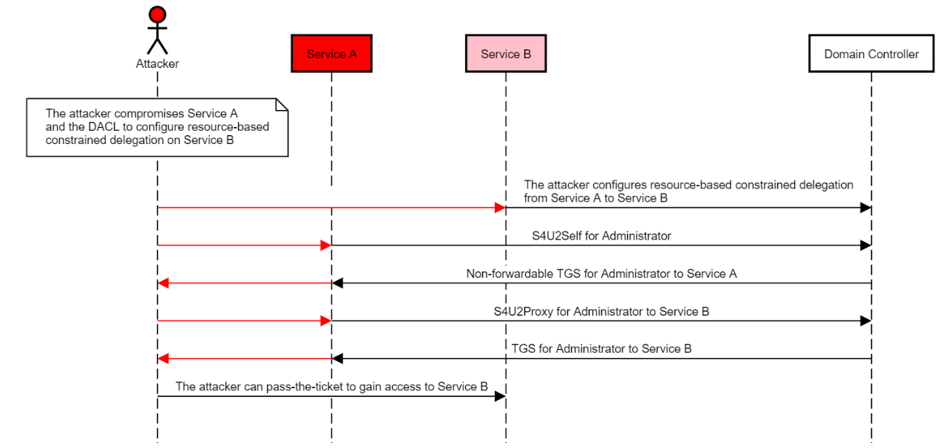 Attacker
Service A
Service B
Domain Controller
The attacker compromises Service A
and the DACL to configure resource-based
constrained delegation on Service B
The attacker configures resource-based constrained delegation
from Service A to Service B
S4U2Self for Administrator
Non-forwardable TGS for Administrator to Service A
S4U2Proxy for Administrator to Service B
TGS for Administrator to Service B
The attacker can pass-the-ticket to gain access to Service B